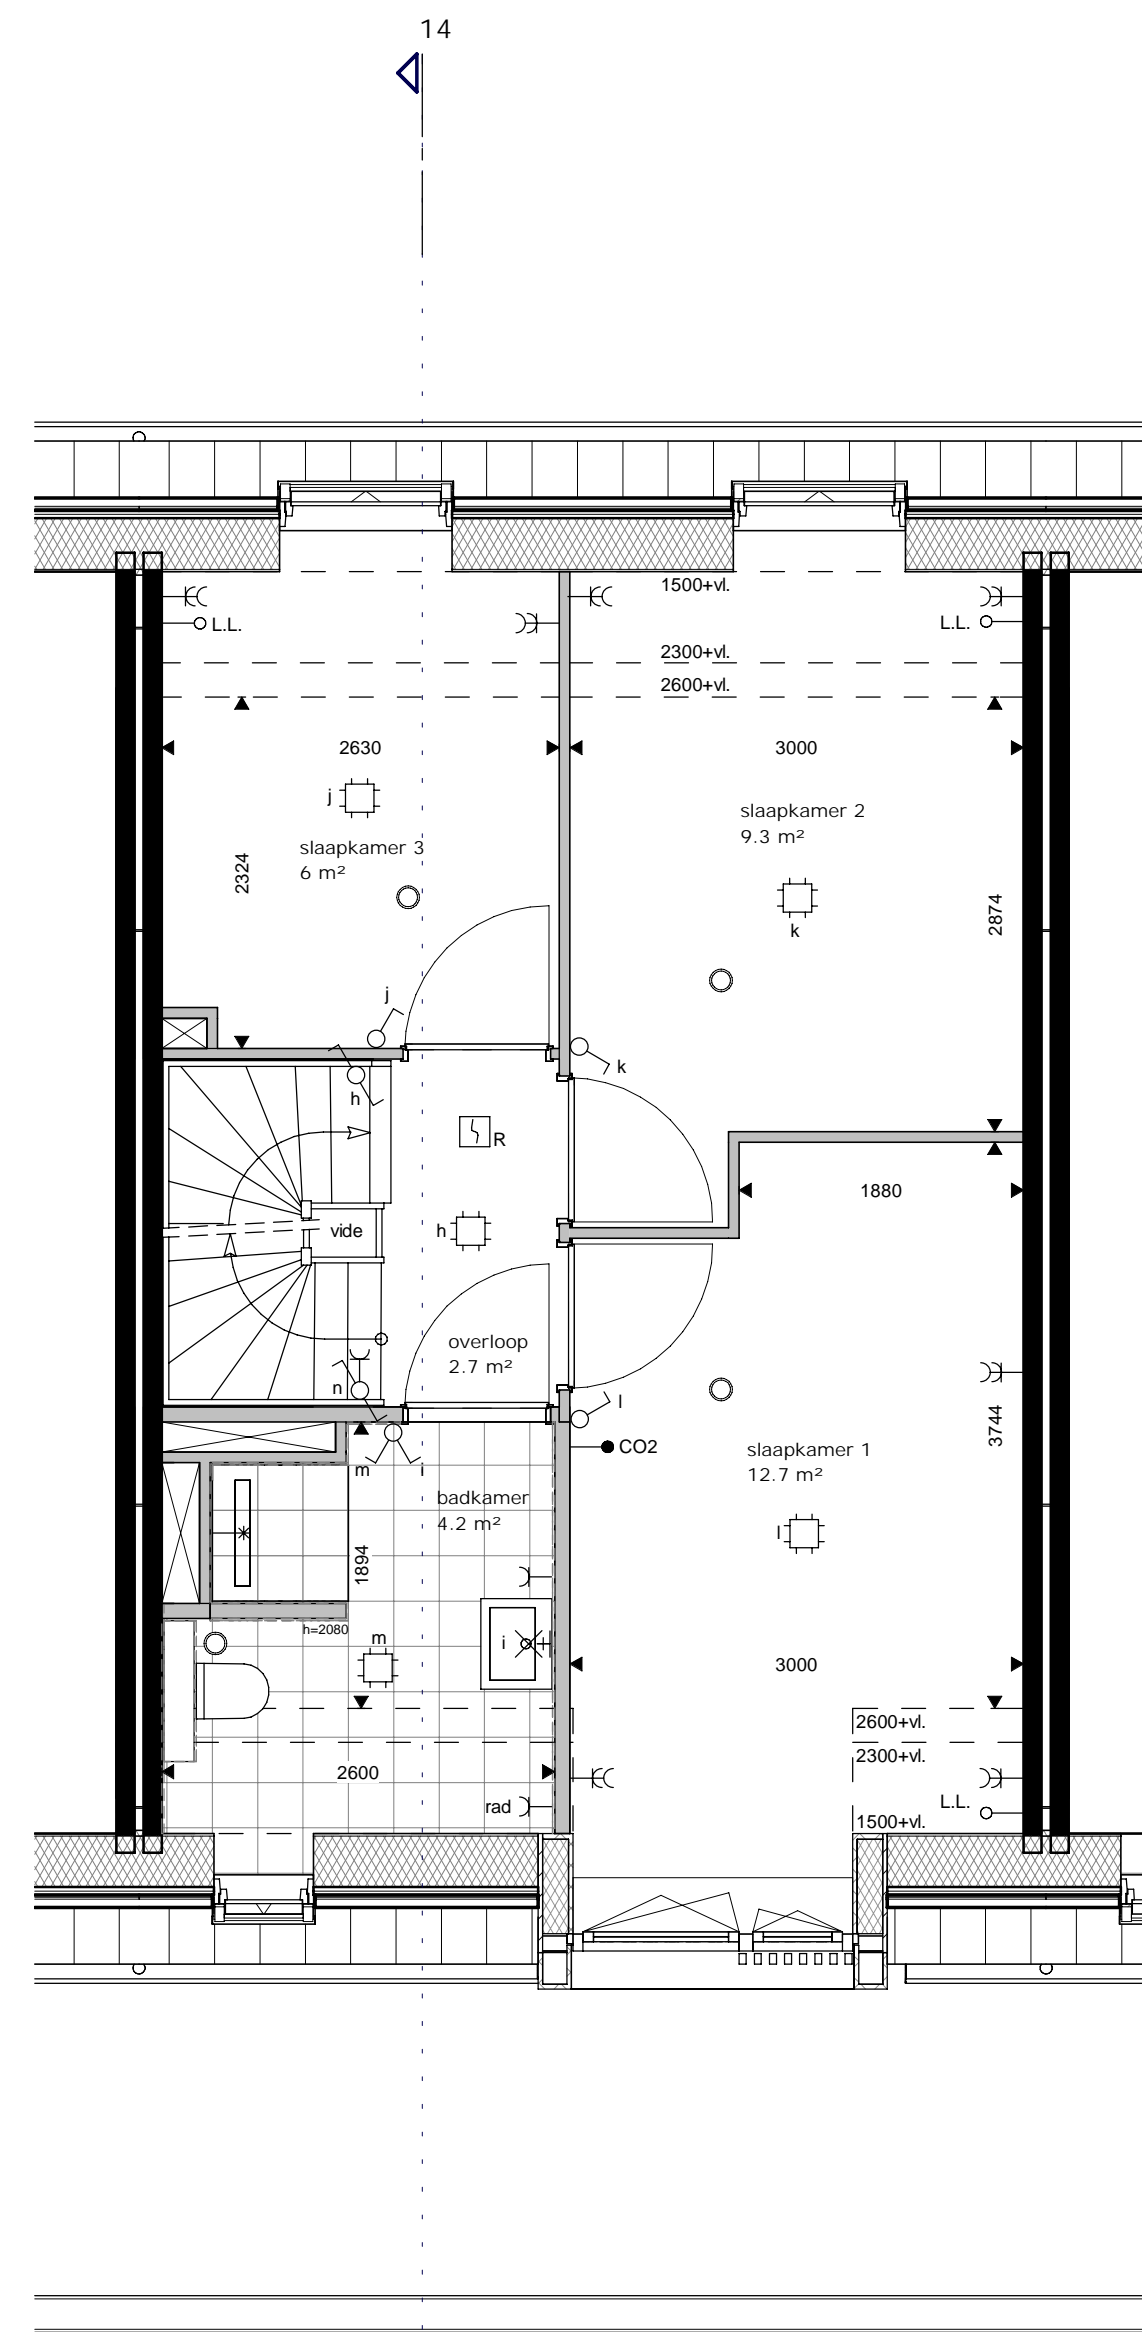 14
1500+vl.
L.L.
L.L.
2300+vl.
2600+vl.
2630
3000
j
slaapkamer 2
9.3 m²
slaapkamer 3
6 m²
2324
2874
k
j
k
h
R
1880
vide
h
overloop
2.7 m²
n
l
3744
CO2
slaapkamer 1
12.7 m²
m
i
badkamer
4.2 m²
l
1894
h=2080
m
i
3000
2600+vl.
2300+vl.
2600
rad
L.L.
1500+vl.